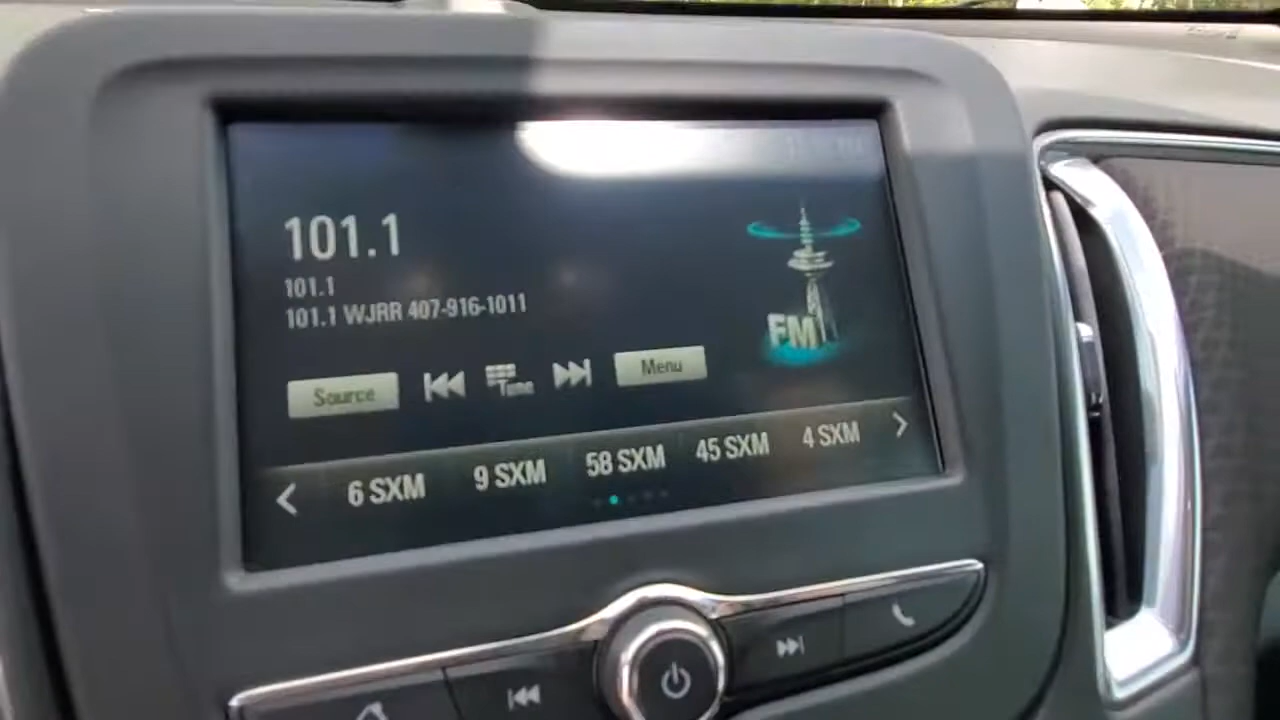 101.1
101.1
101.1 WJRR 407-916-1011
FM
Source
Tune
Menu
6 SXM
9 SXM
58 SXM
45 SXM
4 SXM